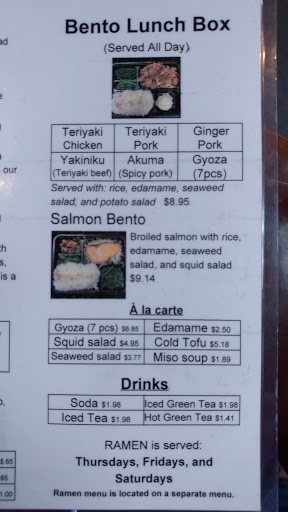 Bento Lunch Box
(Served All Day)
Teriyaki Chicken
Teriyaki Pork
Ginger Pork
Yakiniku (Teriyaki beef)
Akuma (Spicy pork)
Gyoza (7pcs)
Served with: rice, edamame, seaweed
salad, and potato salad $8.95
Salmon Bento
Broiled salmon with rice,
edamame, seaweed
salad, and squid salad
$9.14
À la carte
Gyoza (7 pcs) $6.85 Edamame $2.50
Squid salad $4.95 Cold Tofu $5.18
Seaweed salad $3.77 Miso soup $1.89
Drinks
Soda $1.98 Iced Green Tea $1.98
Iced Tea $1.98 Hot Green Tea $1.41
RAMEN is served:
Thursdays, Fridays, and
Saturdays
Ramen menu is located on a separate menu.
our
is a